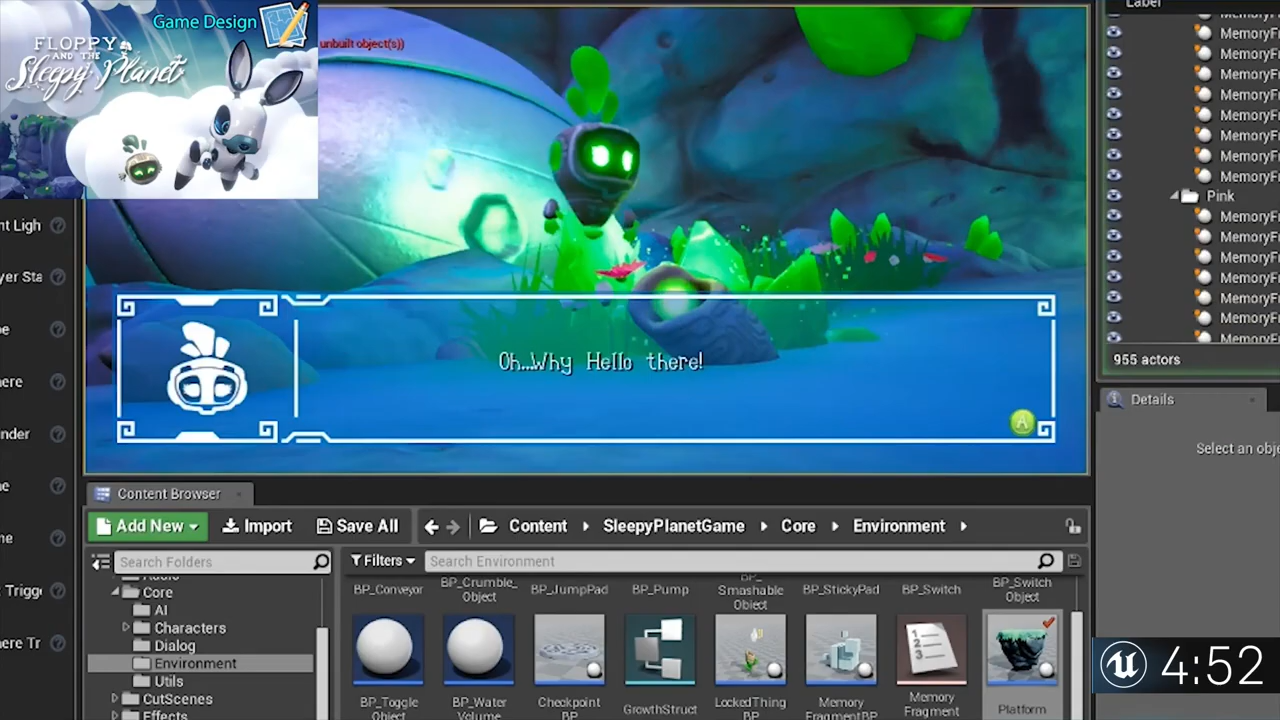 Game Design
FLOPPY
AND THE
Sleepy Planet
unbuilt object(s))
Label
MemoryFr
MemoryFr
MemoryFr
MemoryFr
MemoryFr
MemoryFr
MemoryFr
MemoryFr
Pink
MemoryFr
MemoryFr
MemoryFr
MemoryFr
MemoryFr
MemoryFr
MemoryFr
955 actors
Details
Select an obje
nt Ligh
yer Sta
pe
here
nder
ne
me
t Trigge
here Tr
Oh...Why Hello there!
A
Content Browser
Add New
Import
Save All
Content
SleepyPlanetGame
Core
Environment
Search Folders
Filters
Search Environment
Audio
Core
AI
Characters
Dialog
Environment
Utils
CutScenes
Effects
BP_Conveyor
BP_Crumble_
Object
BP_JumpPad
BP_Pump
BP_
Smashable
Object
BP_StickyPad
BP_Switch
BP_Switch
Object
BP_Toggle
Object
BP_Water
Volume
Checkpoint
BP
GrowthStruct
LockedThing
BP
Memory
FragmentBP
Memory
Fragment
Platform
4:52